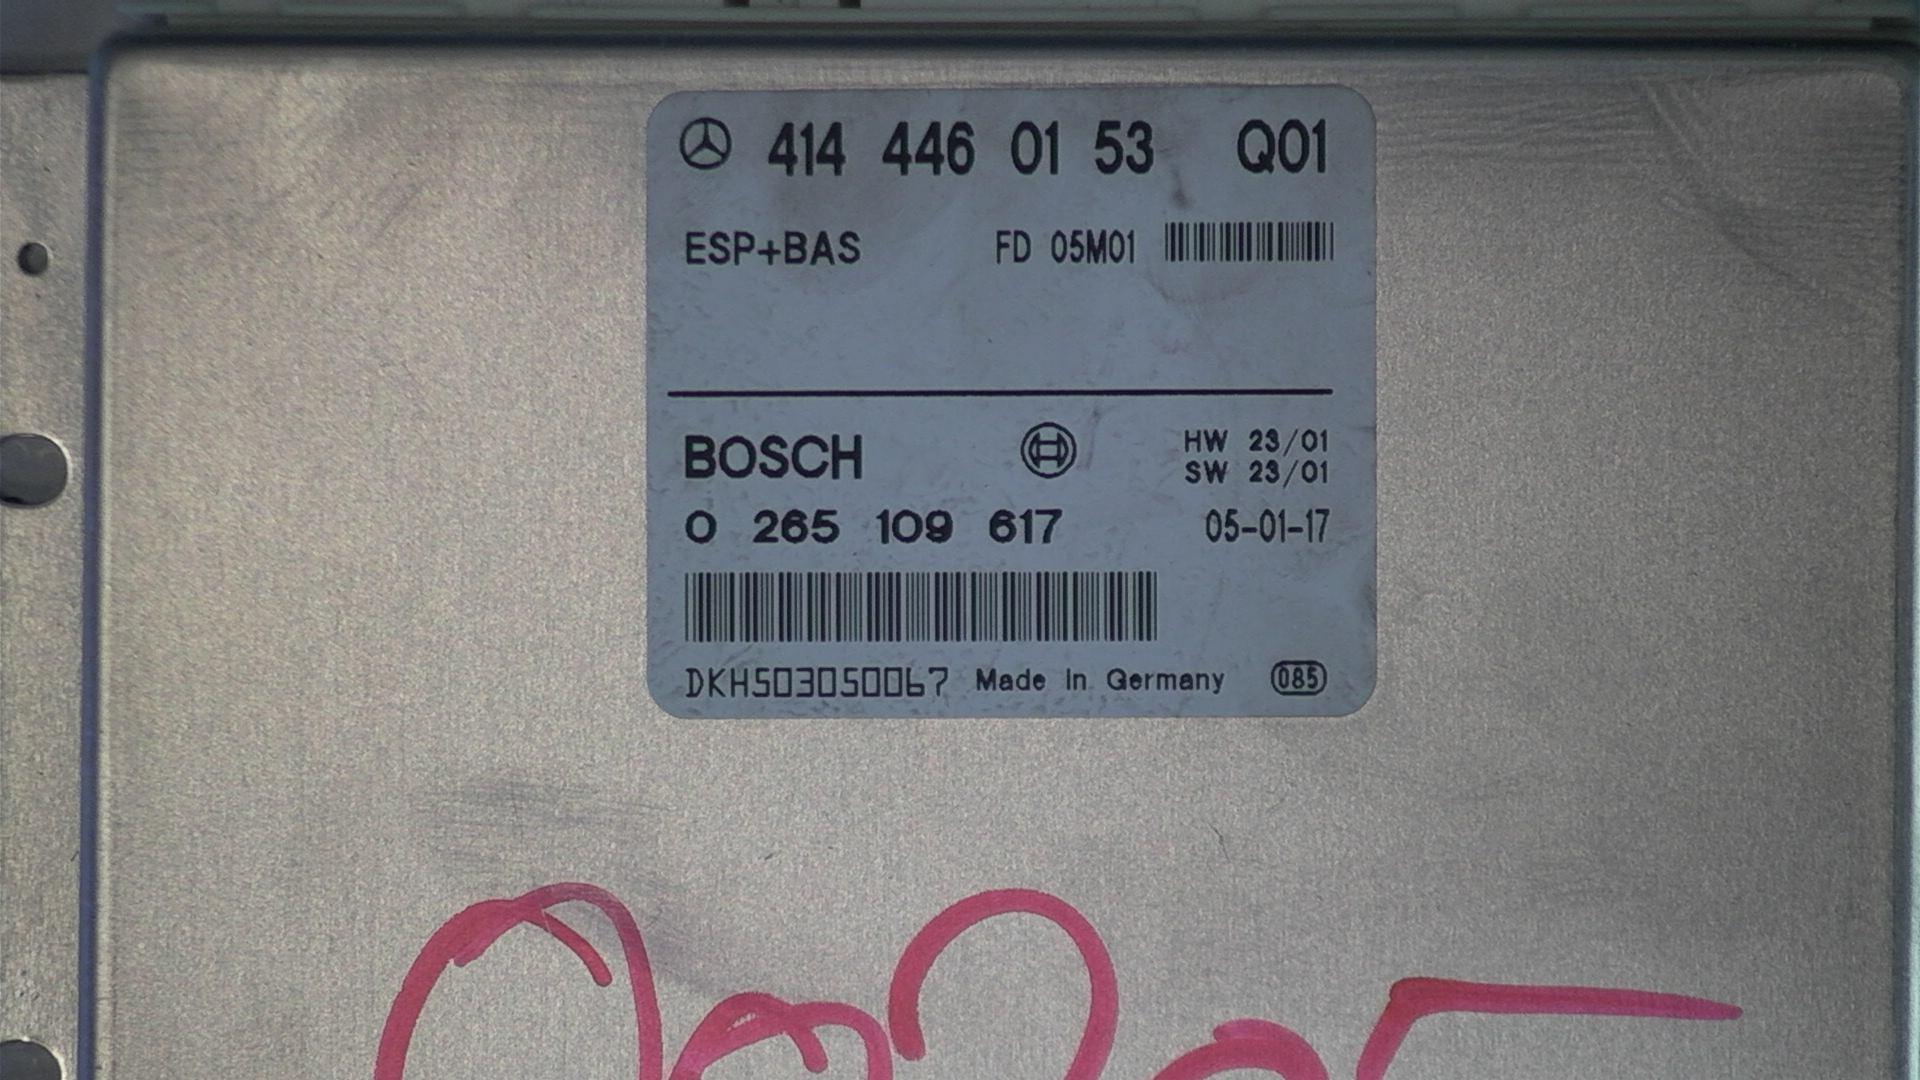 414 446 01 53 Q01
ESP+BAS FD 05M01
BOSCH HW 23/01
SW 23/01
0 265 109 617 05-01-17
DKH503050067 Made in Germany 085